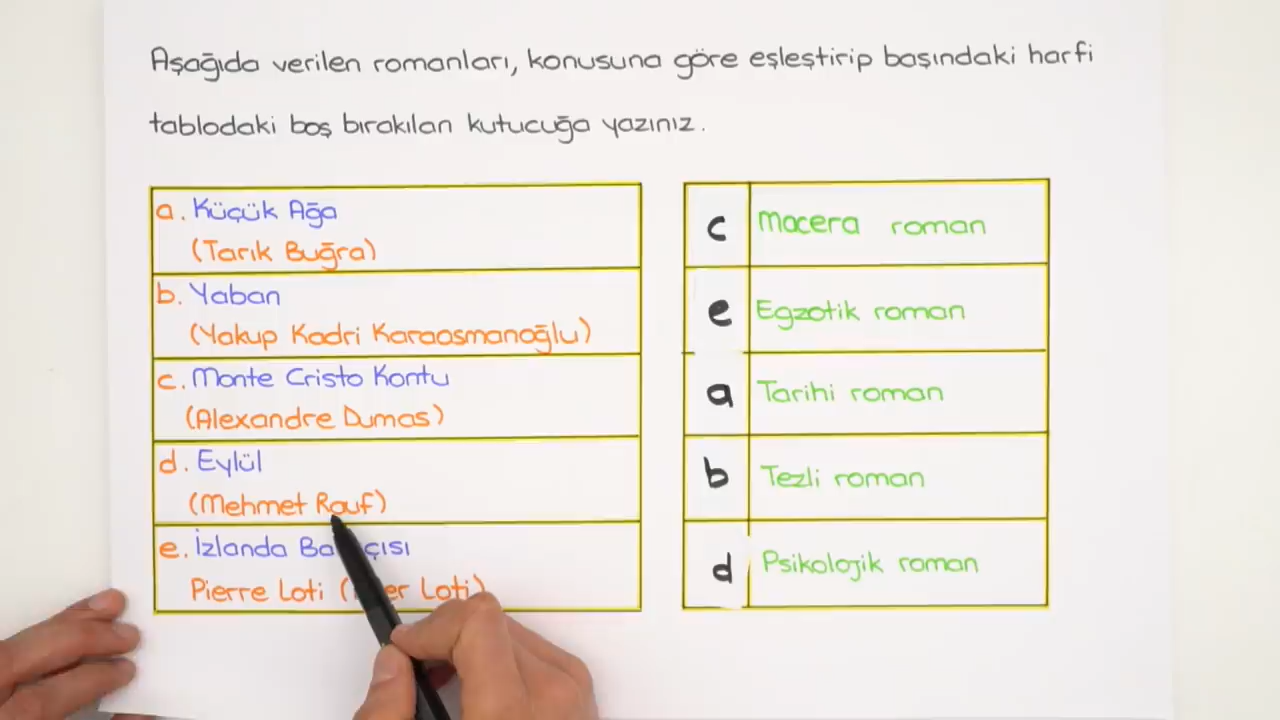 Aşağıda verilen romanları, konusuna göre eşleştirip başındaki harfi
tablodaki boş bırakılan kutucuğa yazınız.
a. Küçük Ağa
(Tarık Buğra)
b. Yaban
(Yakup Kadri Karaosmanoğlu)
c. Monte Cristo Kontu
(Alexandre Dumas)
d. Eylül
(Mehmet Rauf)
e. İzlanda
Pierre Loti Loti)
c Macera roman
e Egzotik roman
a Tarihi roman
b Tezli roman
d Psikolojik roman